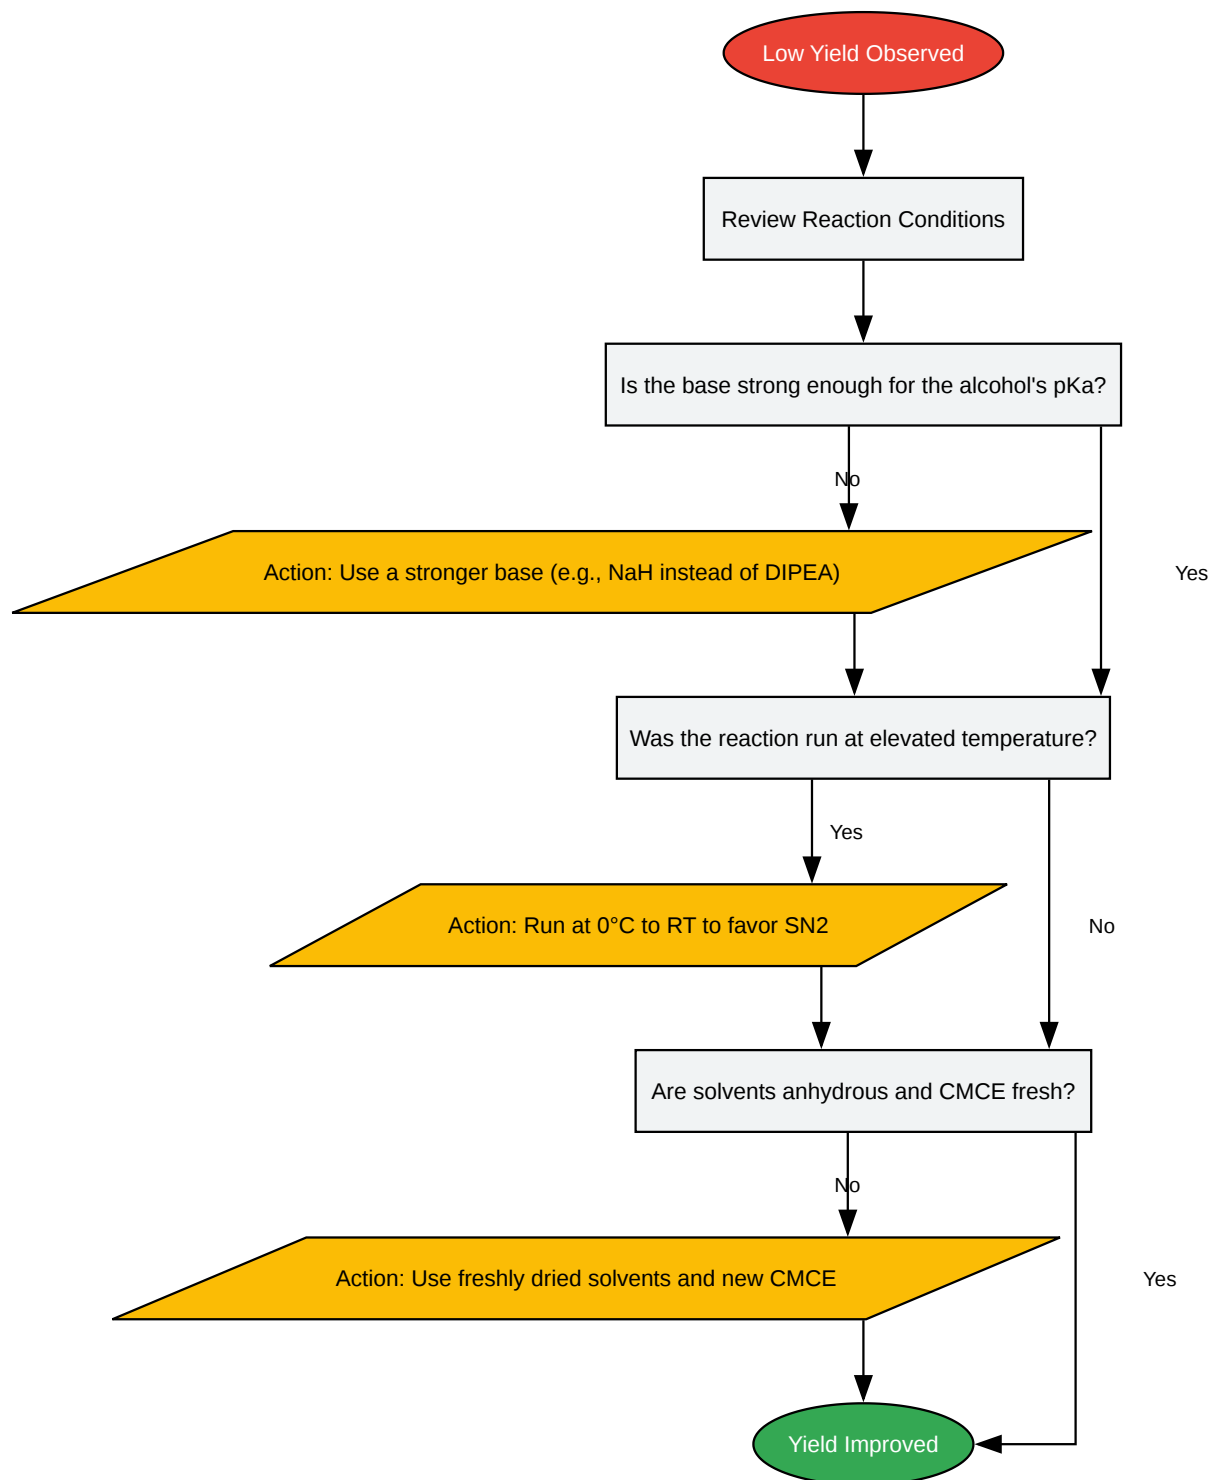 Low Yield Observed
Review Reaction Conditions
Is the base strong enough for the alcohol's pKa?
No
Action: Use a stronger base (e.g., NaH instead of DIPEA)
Yes
Was the reaction run at elevated temperature?
Yes
Action: Run at 0°C to RT to favor SN2
No
Are solvents anhydrous and CMCE fresh?
No
Action: Use freshly dried solvents and new CMCE
Yes
Yield Improved